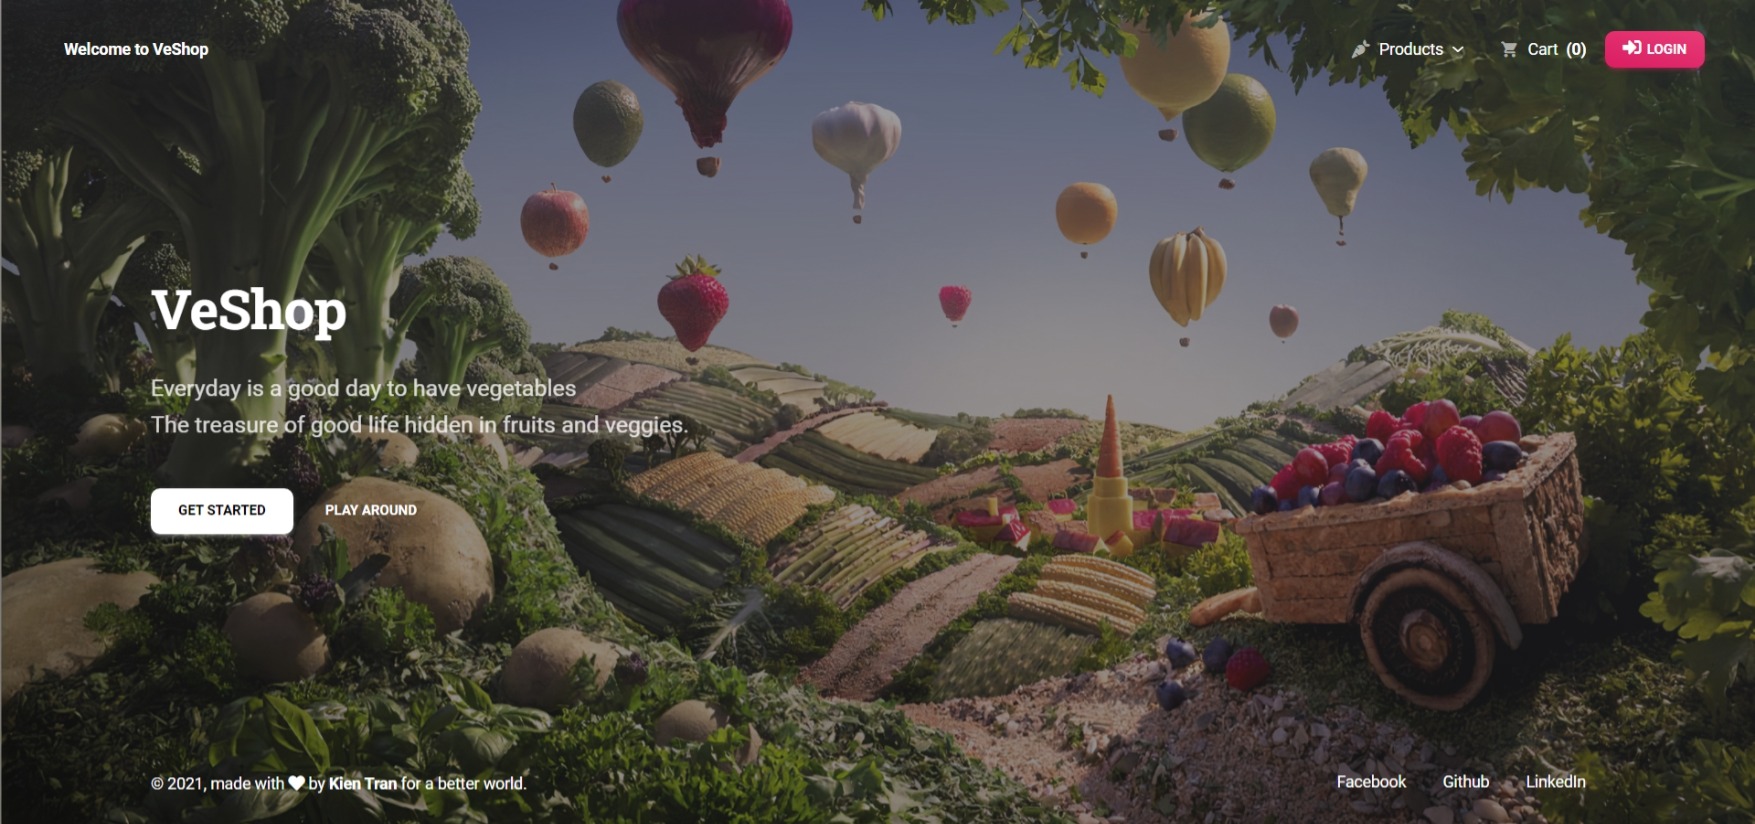 Welcome to VeShop
Products
Cart (0)
LOGIN
VeShop
Everyday is a good day to have vegetables
The treasure of good life hidden in fruits and veggies.
GET STARTED
PLAY AROUND
© 2021, made with ♥ by Kien Tran for a better world.
Facebook
Github
LinkedIn